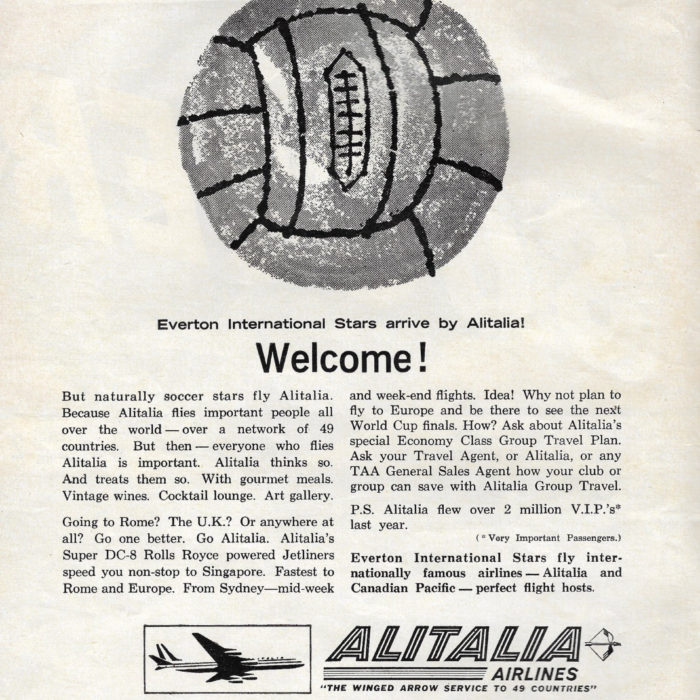 Everton International Stars arrive by Alitalia!
Welcome!
But naturally soccer stars fly Alitalia.
Because Alitalia flies important people all
over the world — over a network of 49
countries. But then — everyone who flies
Alitalia is important. Alitalia thinks so.
And treats them so. With gourmet meals.
Vintage wines. Cocktail lounge. Art gallery.
Going to Rome? The U.K.? Or anywhere at
all? Go one better. Go Alitalia. Alitalia's
Super DC-8 Rolls Royce powered Jetliners
speed you non-stop to Singapore. Fastest to
Rome and Europe. From Sydney—mid-week
and week-end flights. Idea! Why not plan to
fly to Europe and be there to see the next
World Cup finals. How? Ask about Alitalia's
special Economy Class Group Travel Plan.
Ask your Travel Agent, or Alitalia, or any
TAA General Sales Agent how your club or
group can save with Alitalia Group Travel.
P.S. Alitalia flew over 2 million V.I.P.'s*
last year.
(*Very Important Passengers.)
Everton International Stars fly inter-
nationally famous airlines — Alitalia and
Canadian Pacific — perfect flight hosts.
ALITALIA
AIRLINES
"THE WINGED ARROW SERVICE TO 49 COUNTRIES"